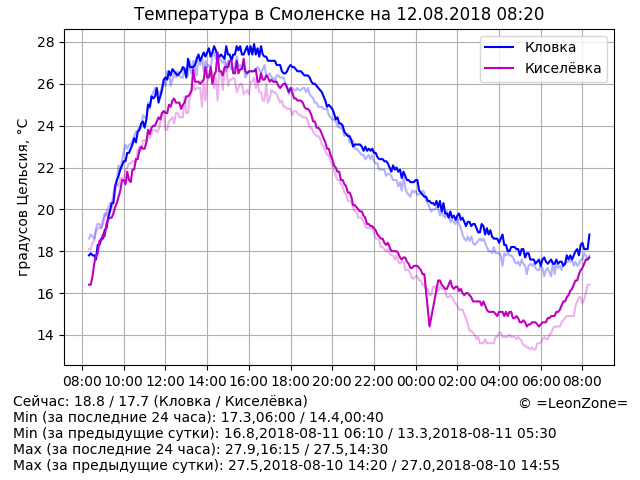 Температура в Смоленске на 12.08.2018 08:20
Кловка
Киселёвка
градусов Цельсия, °C
28
26
24
22
20
18
16
14
08:00 10:00 12:00 14:00 16:00 18:00 20:00 22:00 00:00 02:00 04:00 06:00 08:00
Сейчас: 18.8 / 17.7 (Кловка / Киселёвка)
© =LeonZone=
Min (за последние 24 часа): 17.3,06:00 / 14.4,00:40
Min (за предыдущие сутки): 16.8,2018-08-11 06:10 / 13.3,2018-08-11 05:30
Max (за последние 24 часа): 27.9,16:15 / 27.5,14:30
Max (за предыдущие сутки): 27.5,2018-08-10 14:20 / 27.0,2018-08-10 14:55